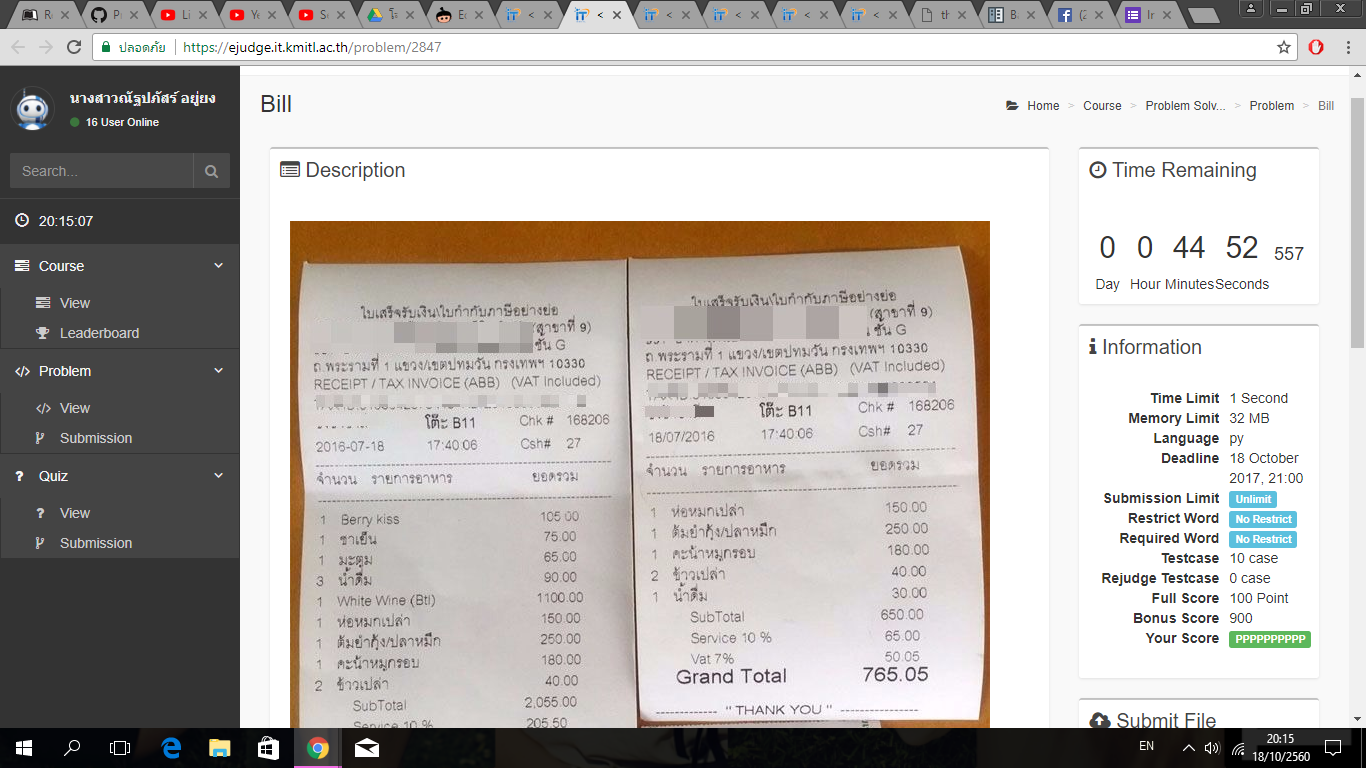 ปลอดภัย
https://ejudge.it.kmitl.ac.th/problem/2847
นางสาวณัฐปภัสร์ อยู่ยง
16 User Online
Search...
20:15:07
Course
View
Leaderboard
Problem
View
Submission
Quiz
View
Submission
Bill
Home > Course > Problem Solv... > Problem > Bill
Description
ใบเสร็จรับเงิน\ใบกำกับภาษีอย่างย่อ
(สาขาที่ 9)
ชั้น G
ถ.พระรามที่ 1 แขวง/เขตปทุมวัน กรุงเทพฯ 10330
RECEIPT / TAX INVOICE (ABB) (VAT Included)
โต๊ะ B11 Chk # 168206
2016-07-18 17:40:06 Csh# 27
จำนวน รายการอาหาร ยอดรวม
1 Berry kiss 105.00
1 ชาเย็น 75.00
1 มะตูม 65.00
3 น้ำดื่ม 90.00
1 White Wine (Btl) 1100.00
1 ห่อหมกเปล่า 150.00
1 ต้มยำกุ้ง/ปลาหมึก 250.00
1 คะน้าหมูกรอบ 180.00
2 ข้าวเปล่า 40.00
SubTotal 2,055.00
Service 10 % 205.50
ใบเสร็จรับเงิน\ใบกำกับภาษีอย่างย่อ
(สาขาที่ 9)
ชั้น G
ถ.พระรามที่ 1 แขวง/เขตปทุมวัน กรุงเทพฯ 10330
RECEIPT / TAX INVOICE (ABB) (VAT Included)
โต๊ะ B11 Chk # 168206
18/07/2016 17:40:06 Csh# 27
จำนวน รายการอาหาร ยอดรวม
1 ห่อหมกเปล่า 150.00
1 ต้มยำกุ้ง/ปลาหมึก 250.00
1 คะน้าหมูกรอบ 180.00
2 ข้าวเปล่า 40.00
1 น้ำดื่ม 30.00
SubTotal 650.00
Service 10 % 65.00
Vat 7% 50.05
Grand Total 765.05
------------- " THANK YOU " ----------------
Time Remaining
0 0 44 52 557
Day Hour Minutes Seconds
Information
Time Limit 1 Second
Memory Limit 32 MB
Language py
Deadline 18 October 2017, 21:00
Submission Limit Unlimit
Restrict Word No Restrict
Required Word No Restrict
Testcase 10 case
Rejudge Testcase 0 case
Full Score 100 Point
Bonus Score 900
Your Score PPPPPPPPPP
Submit File
EN
20:15
18/10/2560